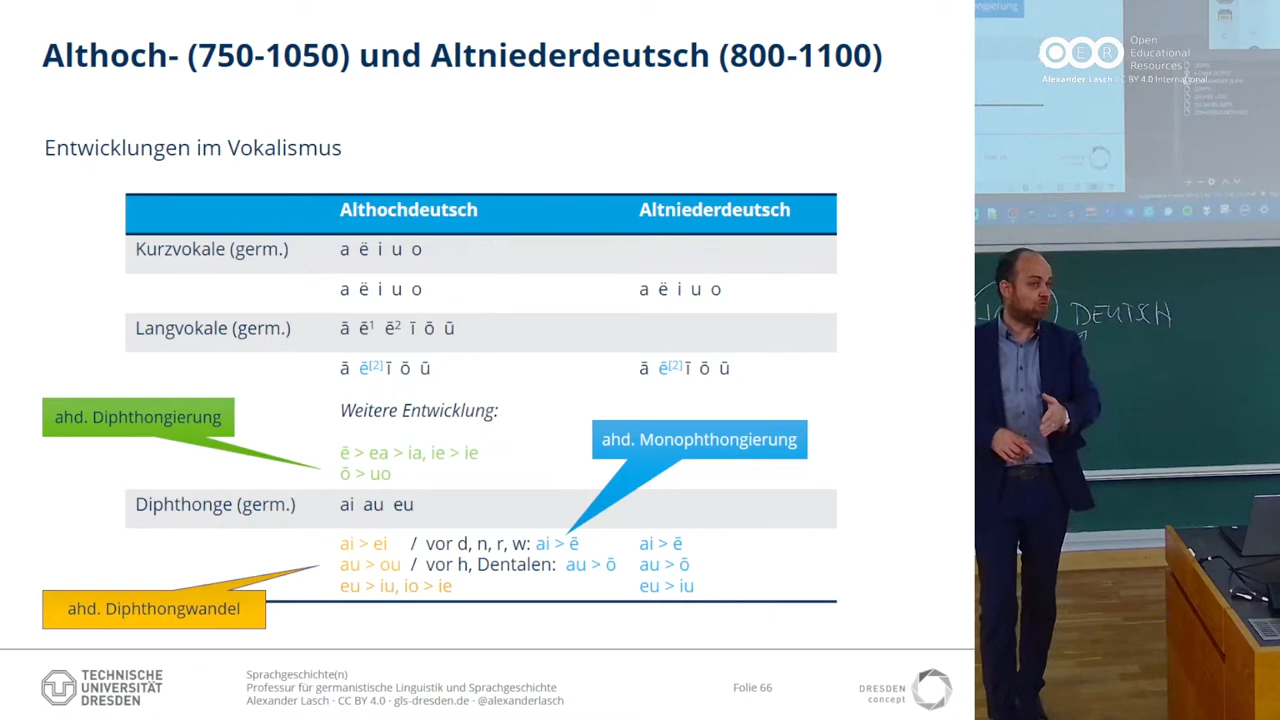 Althoch- (750-1050) und Altniederdeutsch (800-1100)
Entwicklungen im Vokalismus
Althochdeutsch Altniederdeutsch
Kurzvokale (germ.) a ë i u o
a ë i u o a ë i u o
Langvokale (germ.) ā ē¹ ē² ī ō ū
ā ē[2] ī ō ū ā ē[2] ī ō ū
Weitere Entwicklung:
ahd. Diphthongierung
ahd. Monophthongierung
ē > ea > ia, ie > ie
ō > uo
Diphthonge (germ.) ai au eu
ai > ei / vor d, n, r, w: ai > ē ai > ē
au > ou / vor h, Dentalen: au > ō au > ō
eu > iu, io > ie eu > iu
ahd. Diphthongwandel
TECHNISCHE
UNIVERSITÄT
DRESDEN
Sprachgeschichte(n)
Professur für germanistische Linguistik und Sprachgeschichte
Alexander Lasch · CC BY 4.0 · gls-dresden.de · @alexanderlasch
Folie 66
DRESDEN
concept
OER
Open
Educational
Resources
Alexander Lasch · CC BY 4.0 International
DEUTSCH